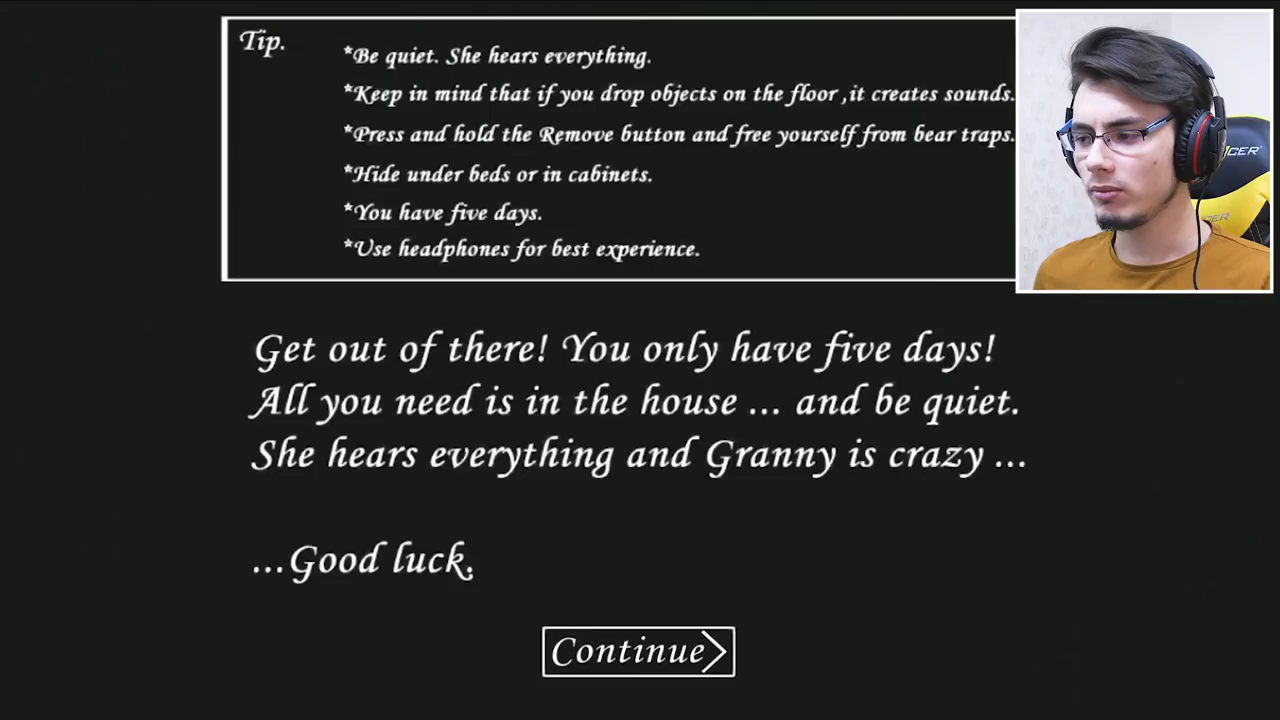 Tip.
*Be quiet. She hears everything.
*Keep in mind that if you drop objects on the floor ,it creates sounds.
*Press and hold the Remove button and free yourself from bear traps.
*Hide under beds or in cabinets.
*You have five days.
*Use headphones for best experience.
Get out of there! You only have five days!
All you need is in the house ... and be quiet.
She hears everything and Granny is crazy ...
...Good luck.
Continue>